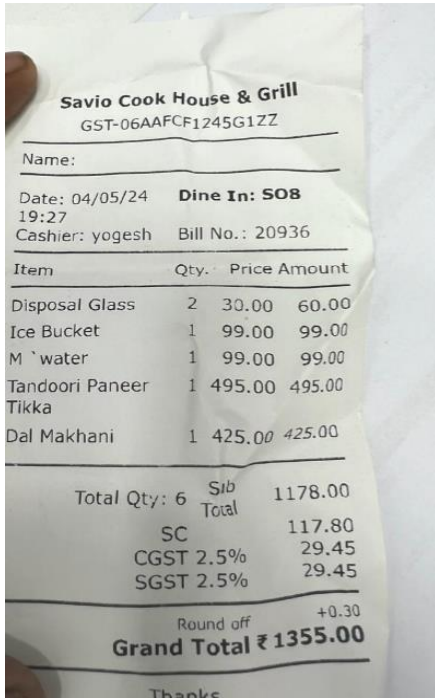 Savio Cook House & Grill
GST-06AAFCF1245G1ZZ
Name:
Date: 04/05/24 Dine In: SO8
19:27
Cashier: yogesh Bill No.: 20936
Item Qty. Price Amount
Disposal Glass 2 30.00 60.00
Ice Bucket 1 99.00 99.00
M `water 1 99.00 99.00
Tandoori Paneer 1 495.00 495.00
Tikka
Dal Makhani 1 425.00 425.00
Total Qty: 6 Sub 1178.00
Total
SC 117.80
CGST 2.5% 29.45
SGST 2.5% 29.45
Round off +0.30
Grand Total ₹1355.00
Thanks